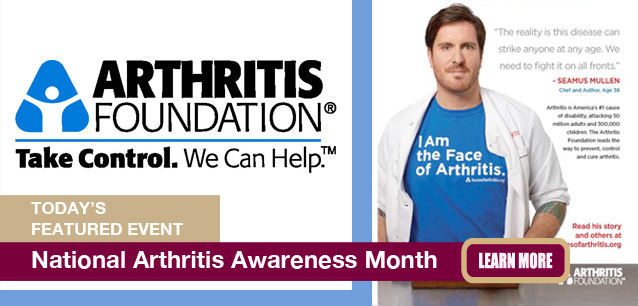 ARTHRITIS
FOUNDATION®
Take Control. We Can Help.™
TODAY'S
FEATURED EVENT
National Arthritis Awareness Month
LEARN MORE
"The reality is this disease can
strike anyone at any age. We
need to fight it on all fronts."
- SEAMUS MULLEN
Chef and Author, Age 38
Arthritis is America's #1 cause
of disability, attacking 50
million adults and 300,000
children. The Arthritis
Foundation leads the
way to prevent, control
and cure arthritis.
I Am
the Face
of Arthritis.
faceofarthritis.org
Read his story
and others at
esofarthritis.org
ARTHRITIS
FOUNDATION®